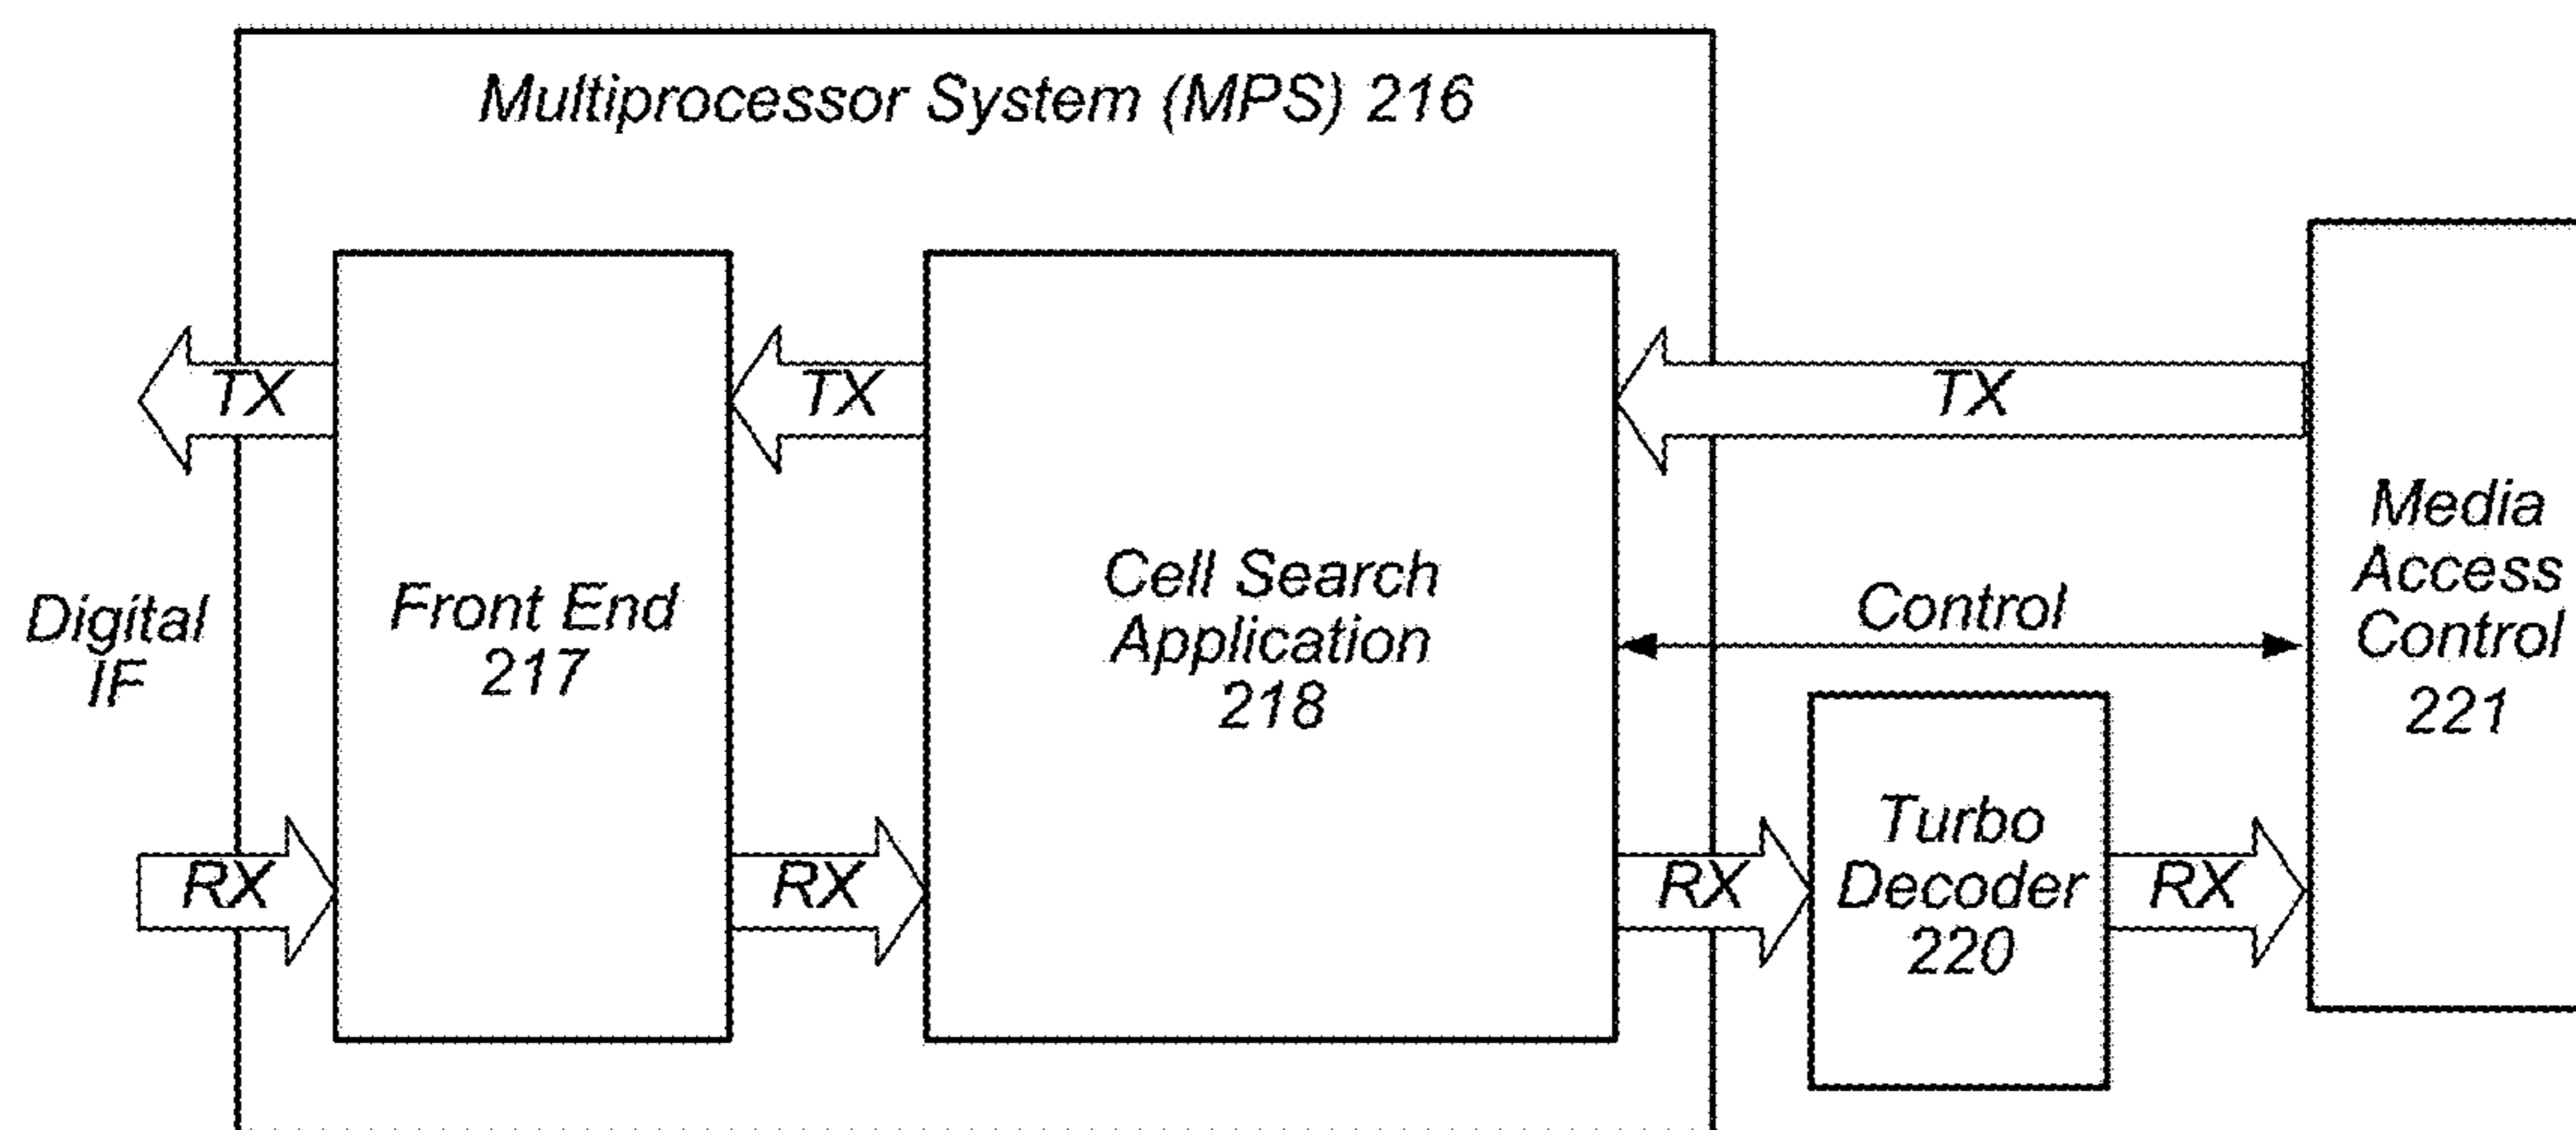 Multiprocessor System (MPS) 216
TX
TX
TX
Digital
IF
Front End
217
Cell Search
Application
218
Control
Media
Access
Control
221
RX
RX
RX
Turbo
Decoder
220
RX